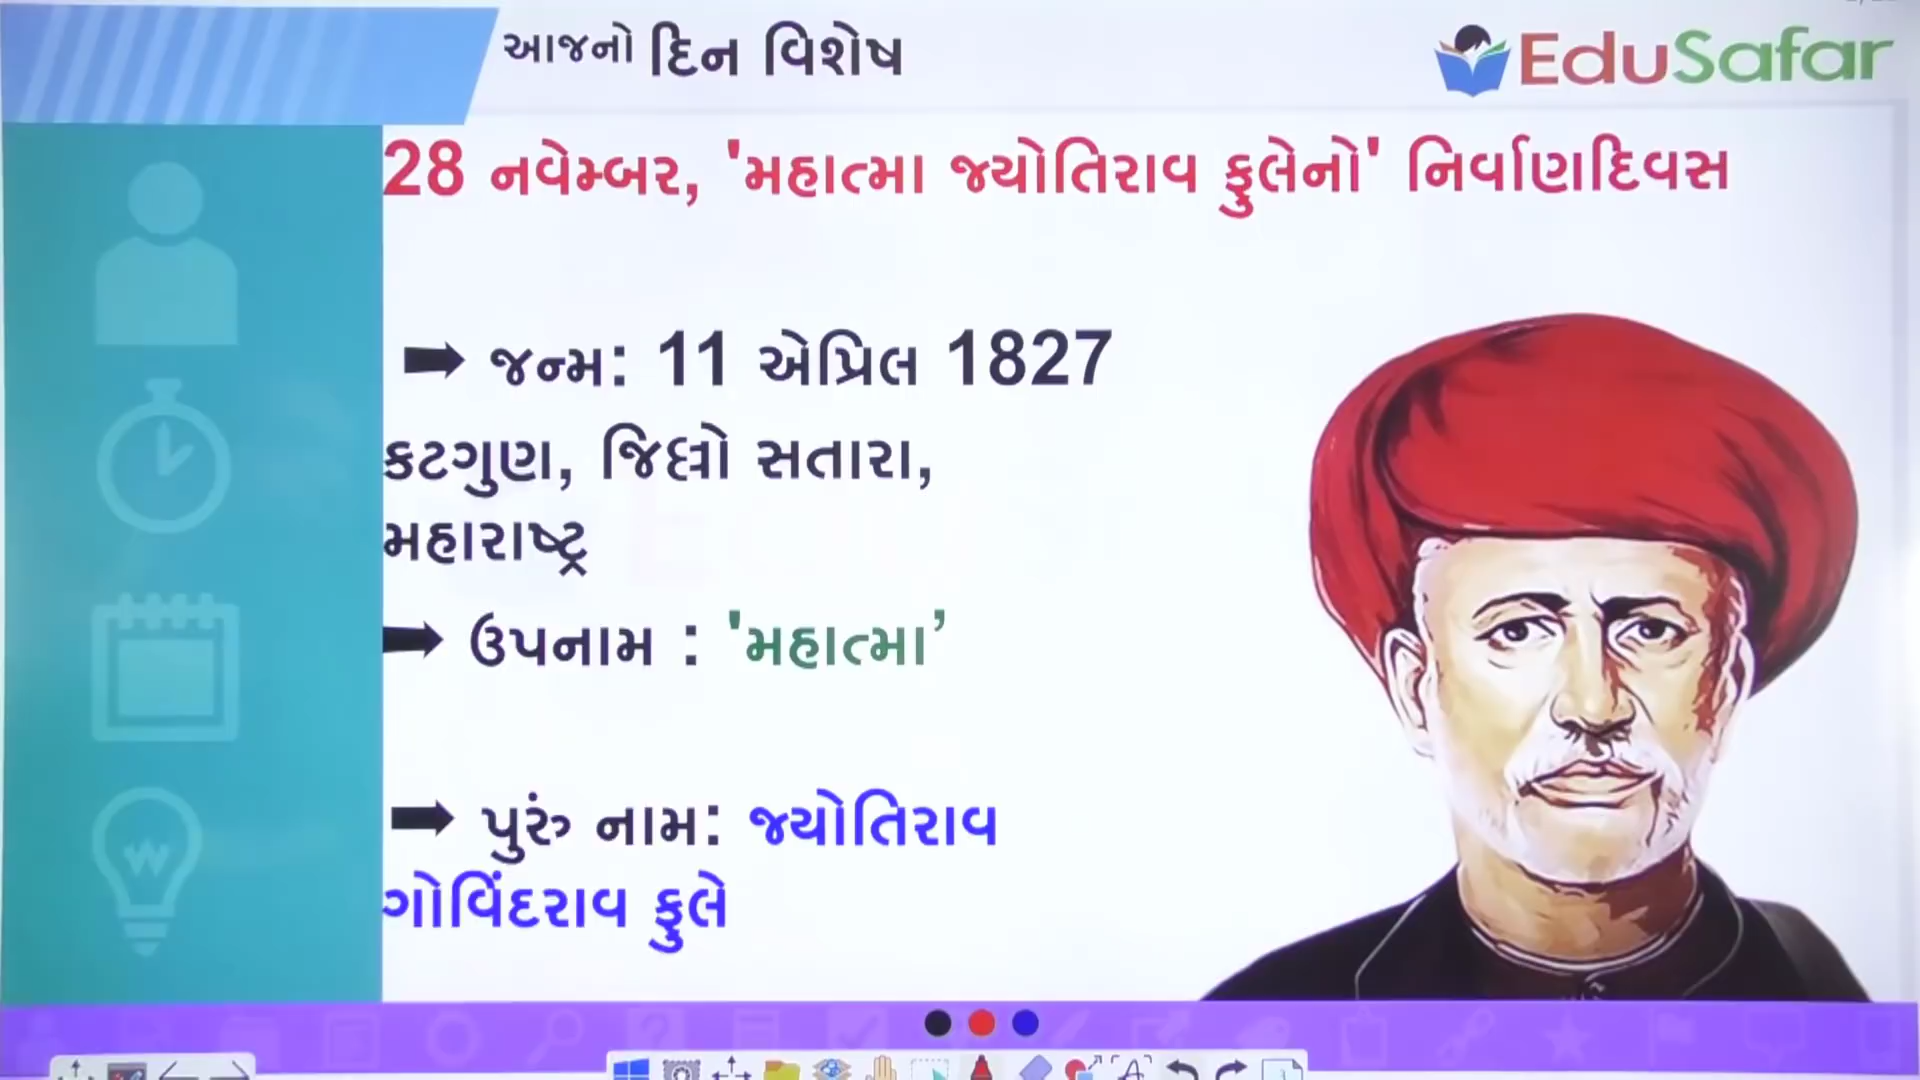 આજનો દિન વિશેષ
EduSafar
28 નવેમ્બર, 'મહાત્મા જ્યોતિરાવ ફુલેનો' નિર્વાણદિવસ
➡ જન્મ: 11 એપ્રિલ 1827
કટગુણ, જિલ્લો સતારા,
મહારાષ્ટ્ર
➡ ઉપનામ : 'મહાત્મા’
➡ પુરું નામ: જ્યોતિરાવ
ગોવિંદરાવ ફુલે